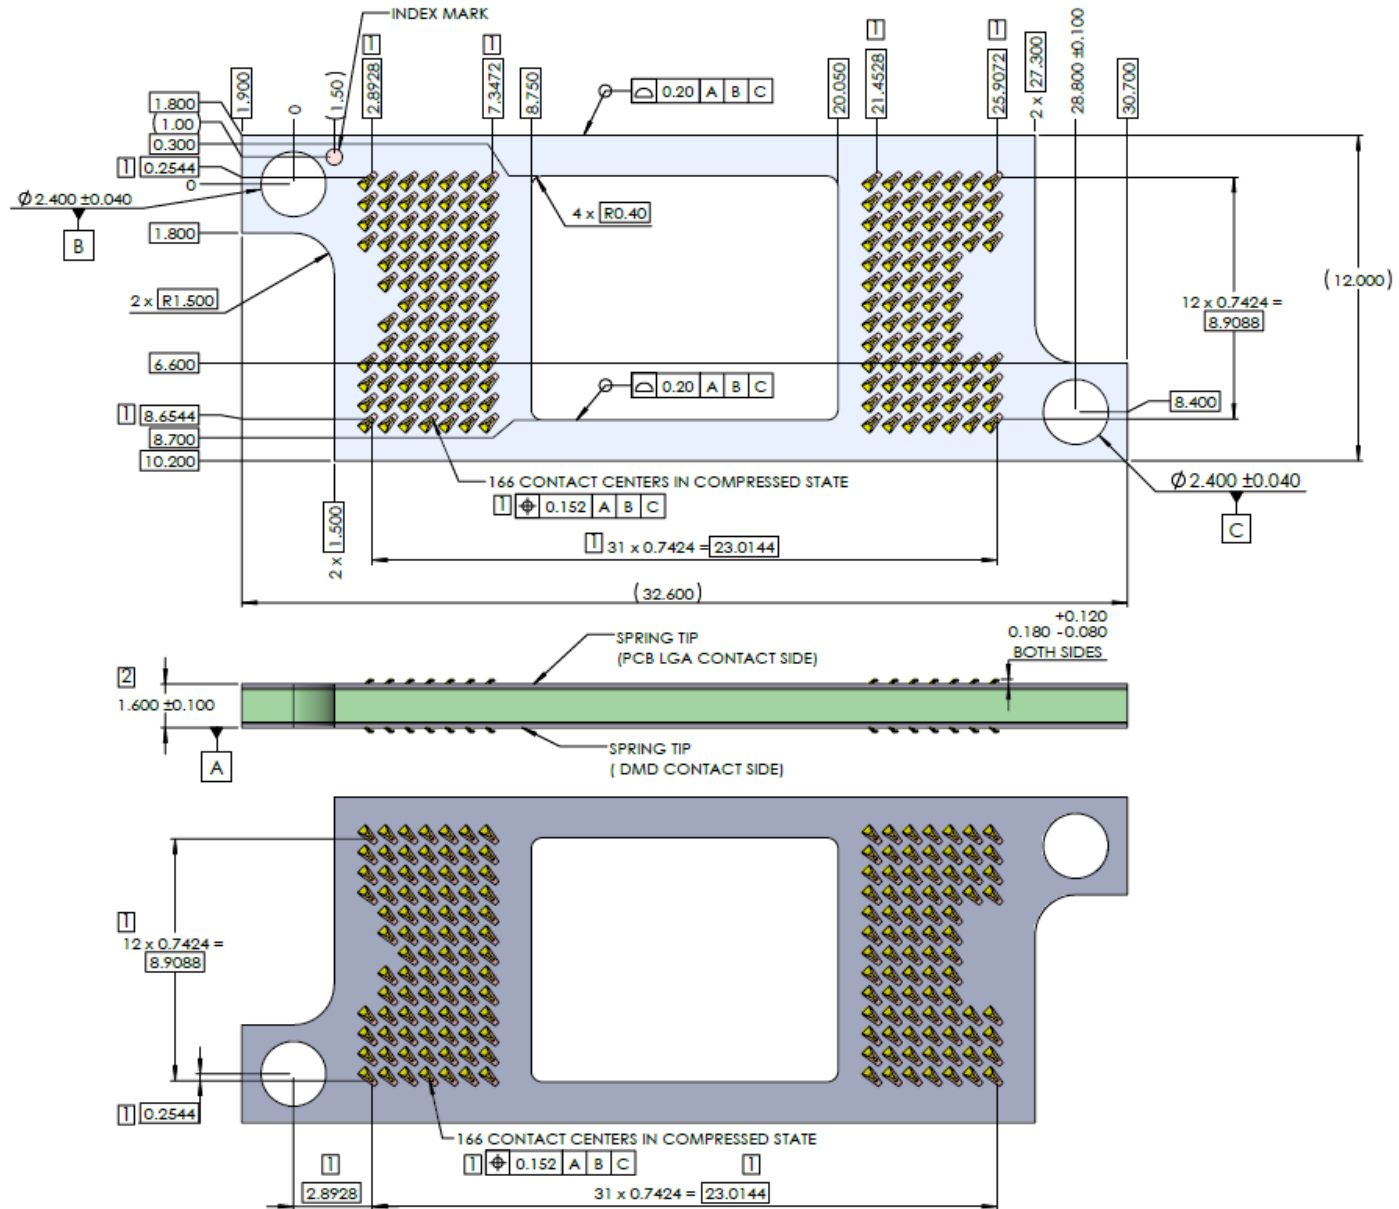 INDEX MARK
1
1
1
1
1.900
0
(1.50)
2.8928
7.3472
8.750
20.050
21.4528
25.9072
2 x 27.300
28.800 ±0.100
30.700
⌓ 0.20 A B C
1.800
(1.00)
0.300
1 0.2544
0
Ø 2.400 ±0.040
B
1.800
4 x R0.40
2 x R1.500
(12.000)
12 x 0.7424 =
8.9088
6.600
⌓ 0.20 A B C
1 8.6544
8.400
8.700
10.200
166 CONTACT CENTERS IN COMPRESSED STATE
1 ⌖ 0.152 A B C
Ø 2.400 ±0.040
C
2 x 1.500
1 31 x 0.7424 = 23.0144
(32.600)
+0.120
0.180 -0.080
BOTH SIDES
SPRING TIP
(PCB LGA CONTACT SIDE)
2
1.600 ±0.100
A
SPRING TIP
( DMD CONTACT SIDE)
1
12 x 0.7424 =
8.9088
1 0.2544
166 CONTACT CENTERS IN COMPRESSED STATE
1
1 ⌖ 0.152 A B C
1
2.8928
31 x 0.7424 = 23.0144